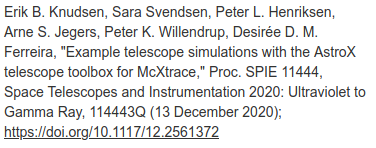 Erik B. Knudsen, Sara Svendsen, Peter L. Henriksen,
Arne S. Jegers, Peter K. Willendrup, Desirée D. M.
Ferreira, "Example telescope simulations with the AstroX
telescope toolbox for McXtrace," Proc. SPIE 11444,
Space Telescopes and Instrumentation 2020: Ultraviolet to
Gamma Ray, 114443Q (13 December 2020);
https://doi.org/10.1117/12.2561372